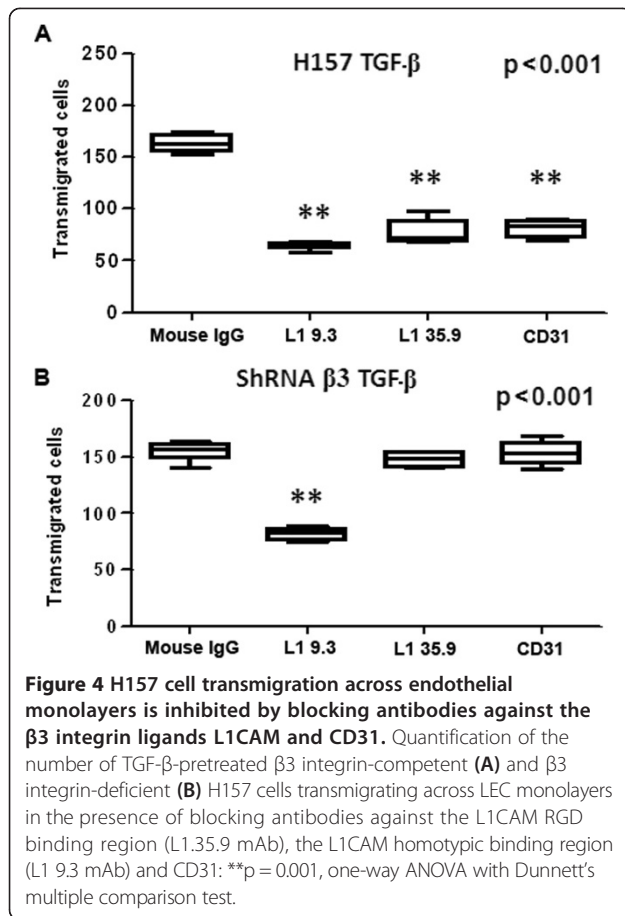 A
H157 TGF-β
p<0.001
250
200
150
100
50
0
Transmigrated cells
**
**
**
Mouse IgG
L1 9.3
L1 35.9
CD31
B
ShRNA β3 TGF-β
p<0.001
200
150
100
50
0
Transmigrated cells
**
Mouse IgG
L1 9.3
L1 35.9
CD31
Figure 4 H157 cell transmigration across endothelial
monolayers is inhibited by blocking antibodies against the
β3 integrin ligands L1CAM and CD31. Quantification of the
number of TGF-β-pretreated β3 integrin-competent (A) and β3
integrin-deficient (B) H157 cells transmigrating across LEC monolayers
in the presence of blocking antibodies against the L1CAM RGD
binding region (L1.35.9 mAb), the L1CAM homotypic binding region
(L1 9.3 mAb) and CD31: **p = 0.001, one-way ANOVA with Dunnett's
multiple comparison test.